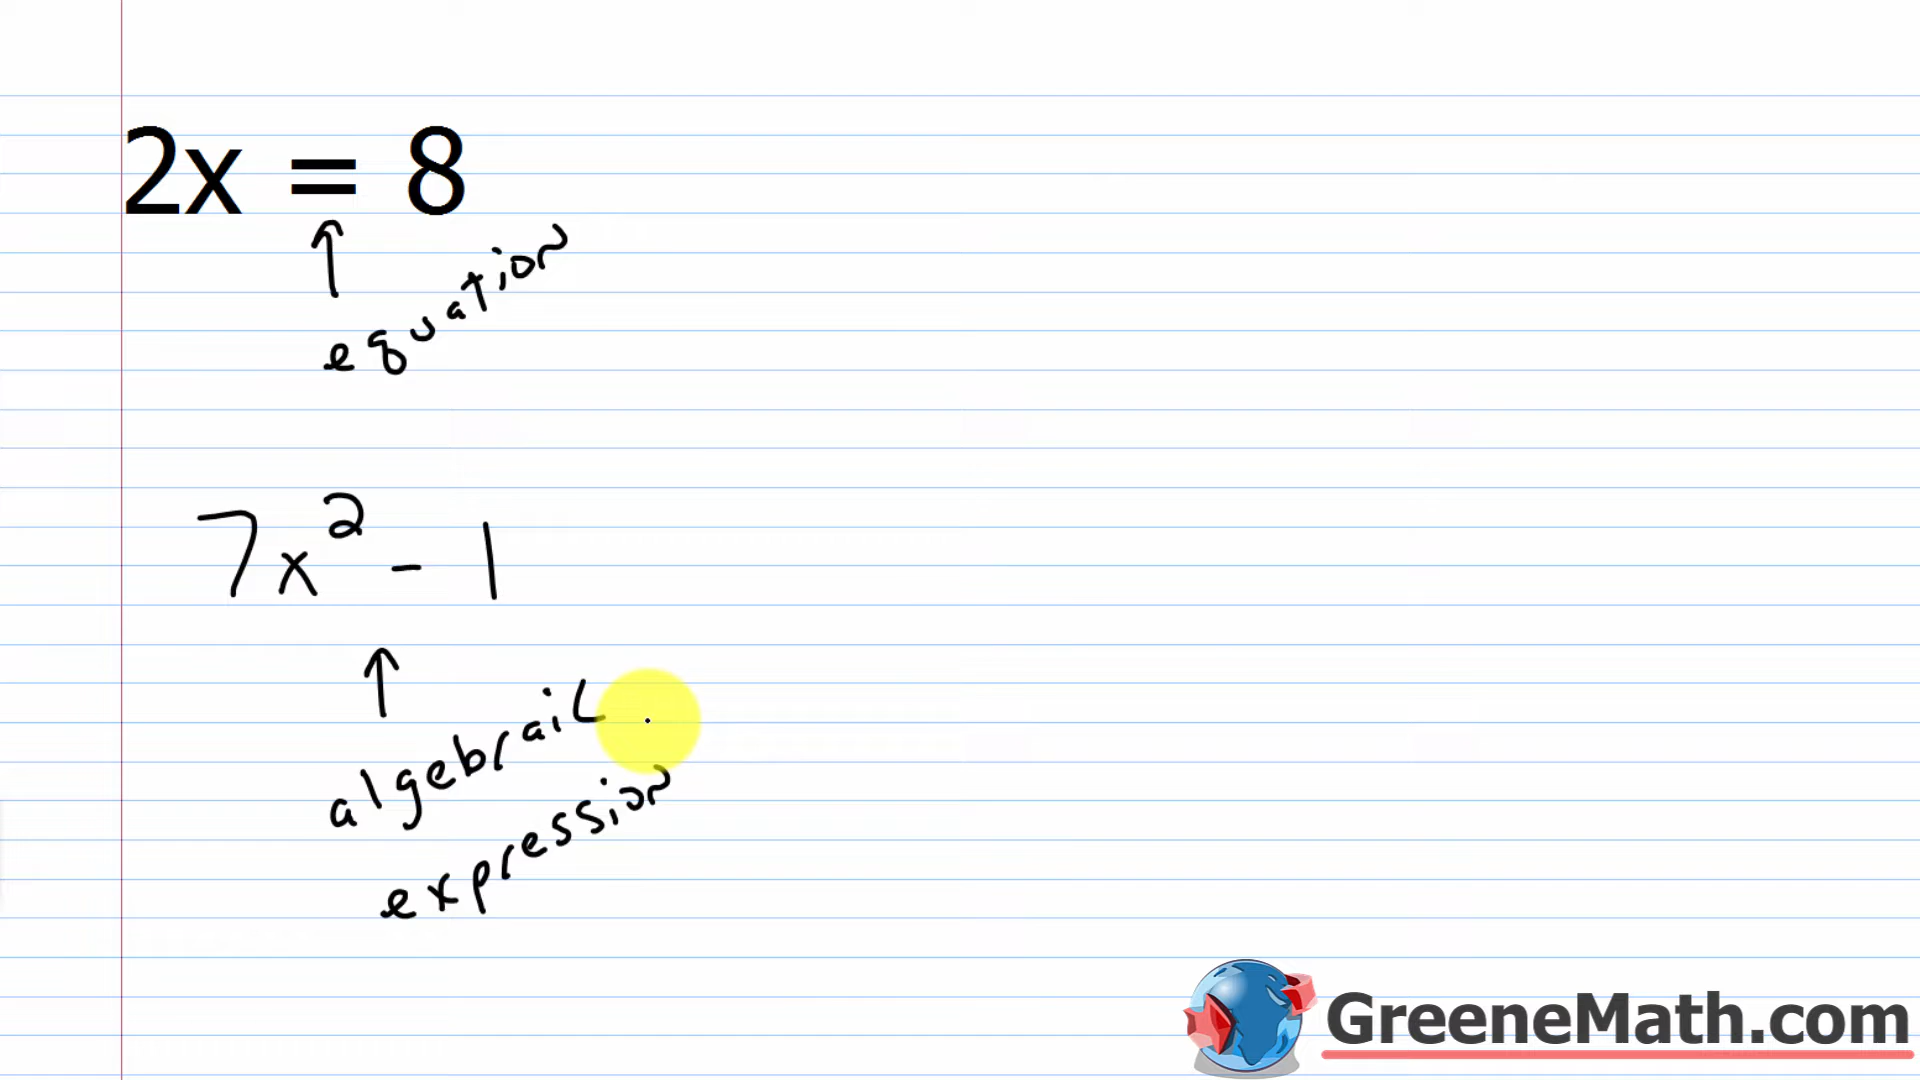 2x = 8
equation
7x² - 1
algebraic
expression
GreeneMath.com